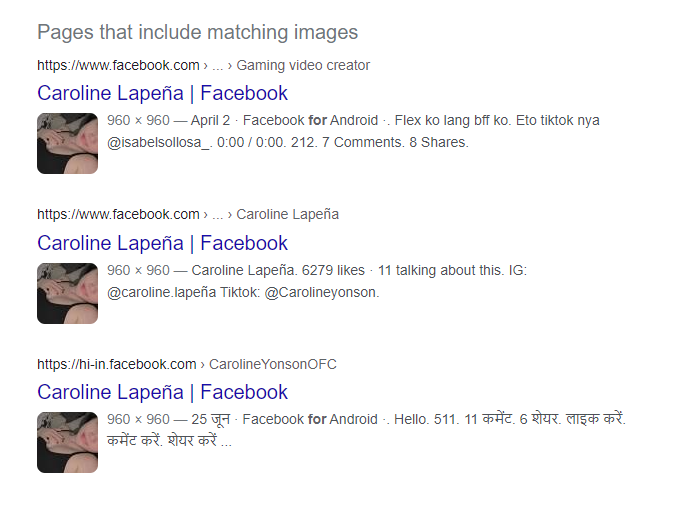 Pages that include matching images
https://www.facebook.com › ... › Gaming video creator
Caroline Lapeña | Facebook
960 × 960 — April 2 · Facebook for Android ·. Flex ko lang bff ko. Eto tiktok nya
@isabelsollosa_. 0:00 / 0:00. 212. 7 Comments. 8 Shares.
https://www.facebook.com › ... › Caroline Lapeña
Caroline Lapeña | Facebook
960 × 960 — Caroline Lapeña. 6279 likes · 11 talking about this. IG:
@caroline.lapeña Tiktok: @Carolineyonson.
https://hi-in.facebook.com › CarolineYonsonOFC
Caroline Lapeña | Facebook
960 × 960 — 25 जून · Facebook for Android ·. Hello. 511. 11 कमेंट. 6 शेयर. लाइक करें.
कमेंट करें. शेयर करें ...